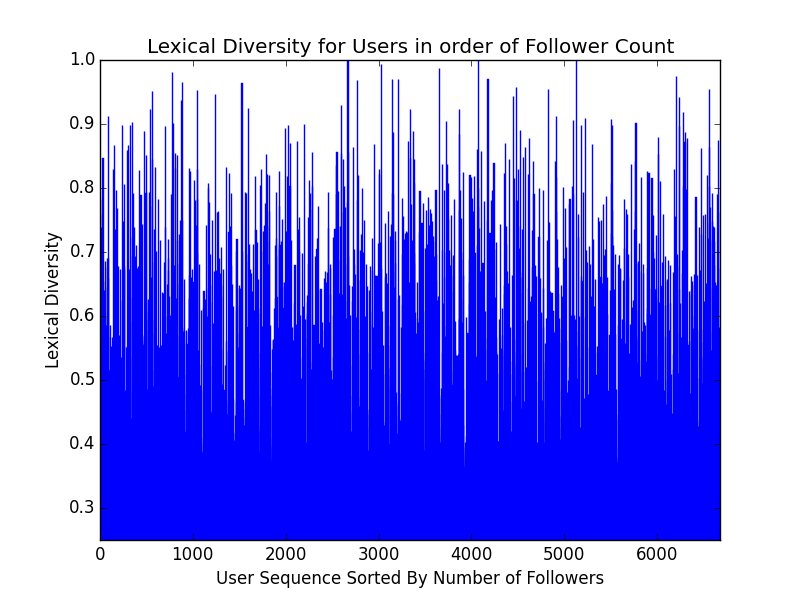 Lexical Diversity for Users in order of Follower Count
1.0
0.9
0.8
0.7
0.6
0.5
0.4
0.3
Lexical Diversity
0 1000 2000 3000 4000 5000 6000
User Sequence Sorted By Number of Followers